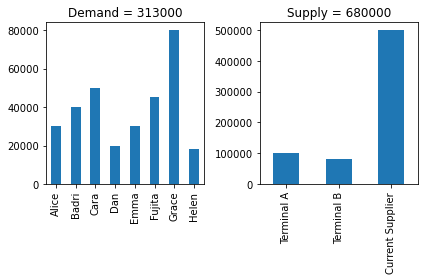 Demand = 313000
80000
60000
40000
20000
0
Alice
Badri
Cara
Dan
Emma
Fujita
Grace
Helen
Supply = 680000
500000
400000
300000
200000
100000
0
Terminal A
Terminal B
Current Supplier